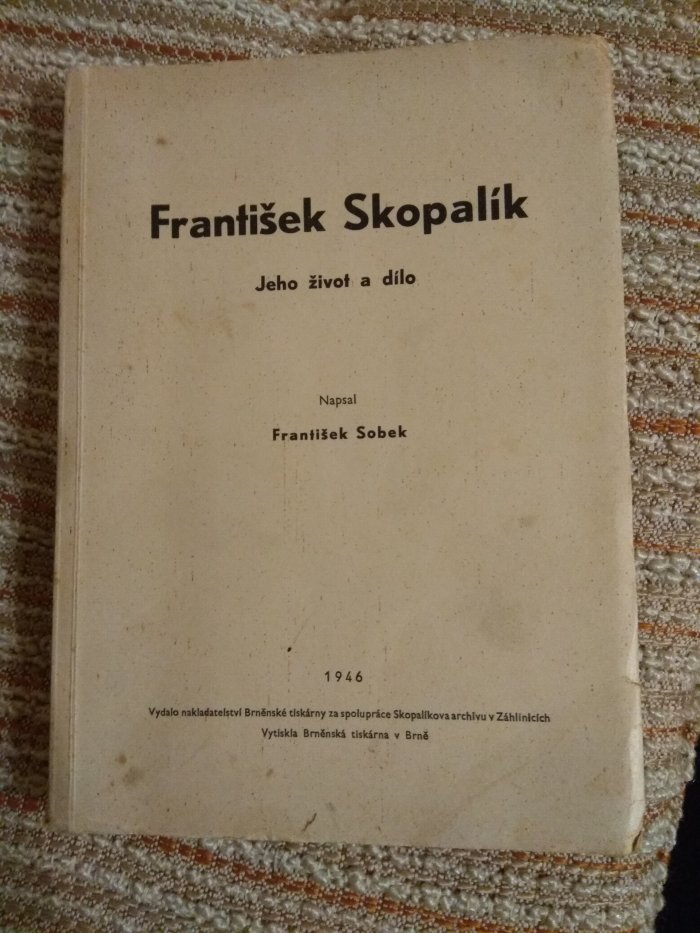 František Skopalík
Jeho život a dílo
Napsal
František Sobek
1946
Vydalo nakladatelství Brněnské tiskárny za spolupráce Skopalíkova archivu v Záhlinicích
Vytiskla Brněnská tiskárna v Brně